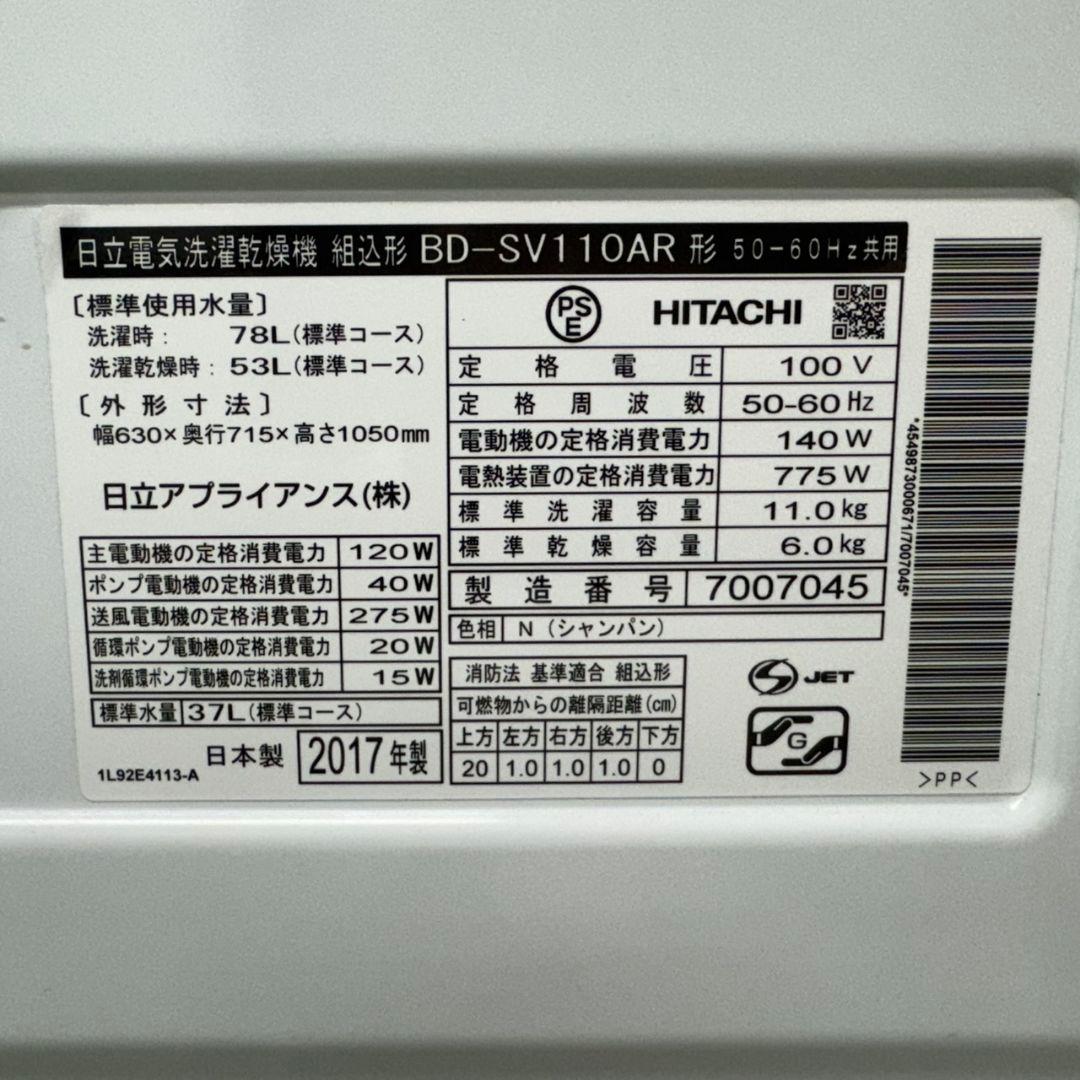 日立電気洗濯乾燥機 組込形 BD-SV110AR 形 50-60Hz共用
〔標準使用水量〕
洗濯時： 78L(標準コース)
洗濯乾燥時： 53L(標準コース)
〔外形寸法〕
幅630×奥行715×高さ1050mm
日立アプライアンス(株)
主電動機の定格消費電力 120W
ポンプ電動機の定格消費電力 40W
送風電動機の定格消費電力 275W
循環ポンプ電動機の定格消費電力 20W
洗剤循環ポンプ電動機の定格消費電力 15W
標準水量 37L(標準コース)
日本製 2017年製
1L92E4113-A
PSE HITACHI
定格電圧 100V
定格周波数 50-60Hz
電動機の定格消費電力 140W
電熱装置の定格消費電力 775W
標準洗濯容量 11.0kg
標準乾燥容量 6.0kg
製造番号 7007045
色相 N（シャンパン）
消防法 基準適合 組込形
可燃物からの離隔距離(cm)
上方 左方 右方 後方 下方
20 1.0 1.0 1.0 0
S JET
G
*4549873000671/7007045*
>PP<